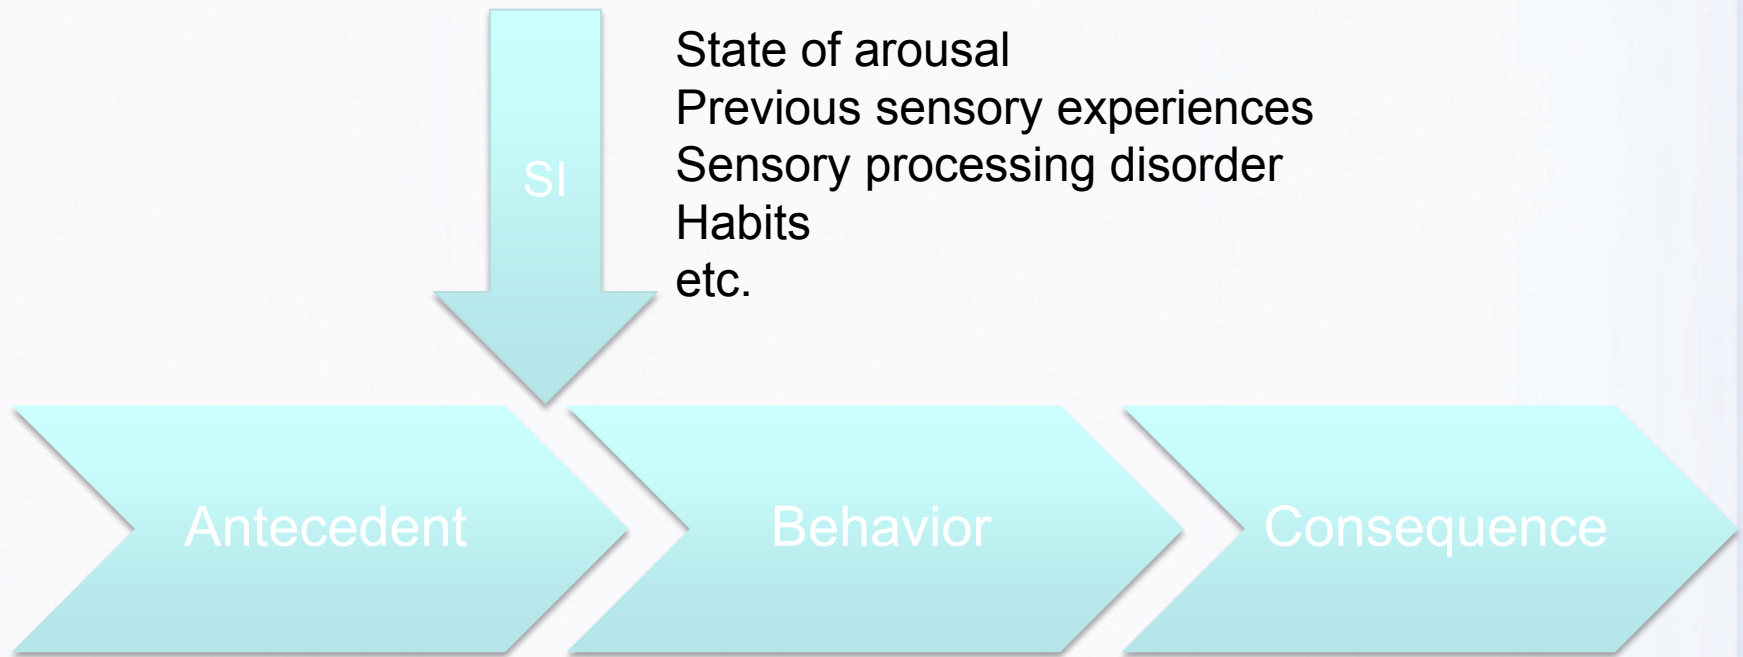 State of arousal
Previous sensory experiences
Sensory processing disorder
Habits
etc.
SI
Antecedent
Behavior
Consequence